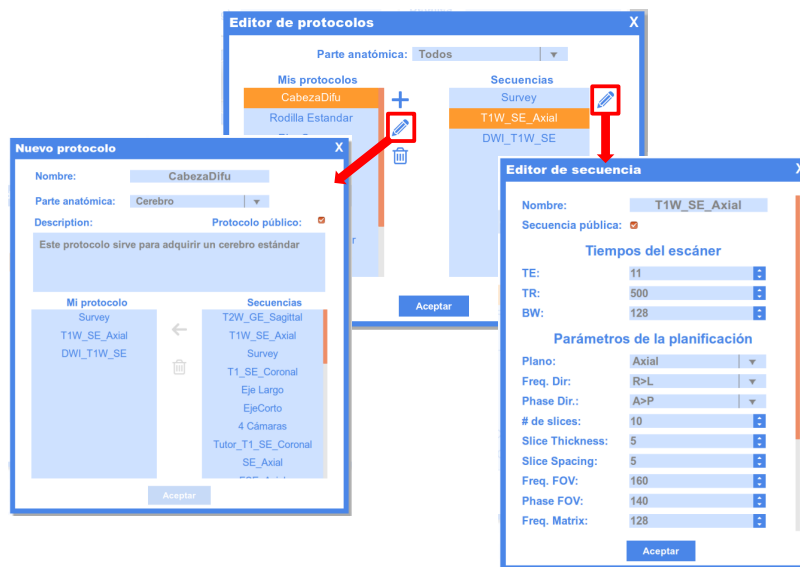 Editor de protocolos X
Parte anatómica: Todos
Mis protocolos
CabezaDifu
Rodilla Estandar
Secuencias
Survey
T1W_SE_Axial
DWI_T1W_SE
Aceptar
Nuevo protocolo X
Nombre: CabezaDifu
Parte anatómica: Cerebro
Description: Protocolo público:
Este protocolo sirve para adquirir un cerebro estándar
Mi protocolo
Survey
T1W_SE_Axial
DWI_T1W_SE
Secuencias
T2W_GE_Sagittal
T1W_SE_Axial
Survey
T1_SE_Coronal
Eje Largo
EjeCorto
4 Cámaras
Tutor_T1_SE_Coronal
SE_Axial
Aceptar
Editor de secuencia X
Nombre: T1W_SE_Axial
Secuencia pública:
Tiempos del escáner
TE: 11
TR: 500
BW: 128
Parámetros de la planificación
Plano: Axial
Freq. Dir: R>L
Phase Dir.: A>P
# de slices: 10
Slice Thickness: 5
Slice Spacing: 5
Freq. FOV: 160
Phase FOV: 140
Freq. Matrix: 128
Aceptar